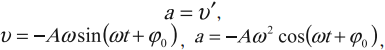 a = υ′,
υ = −Aω sin(ωt + φ₀), a = −Aω² cos(ωt + φ₀)